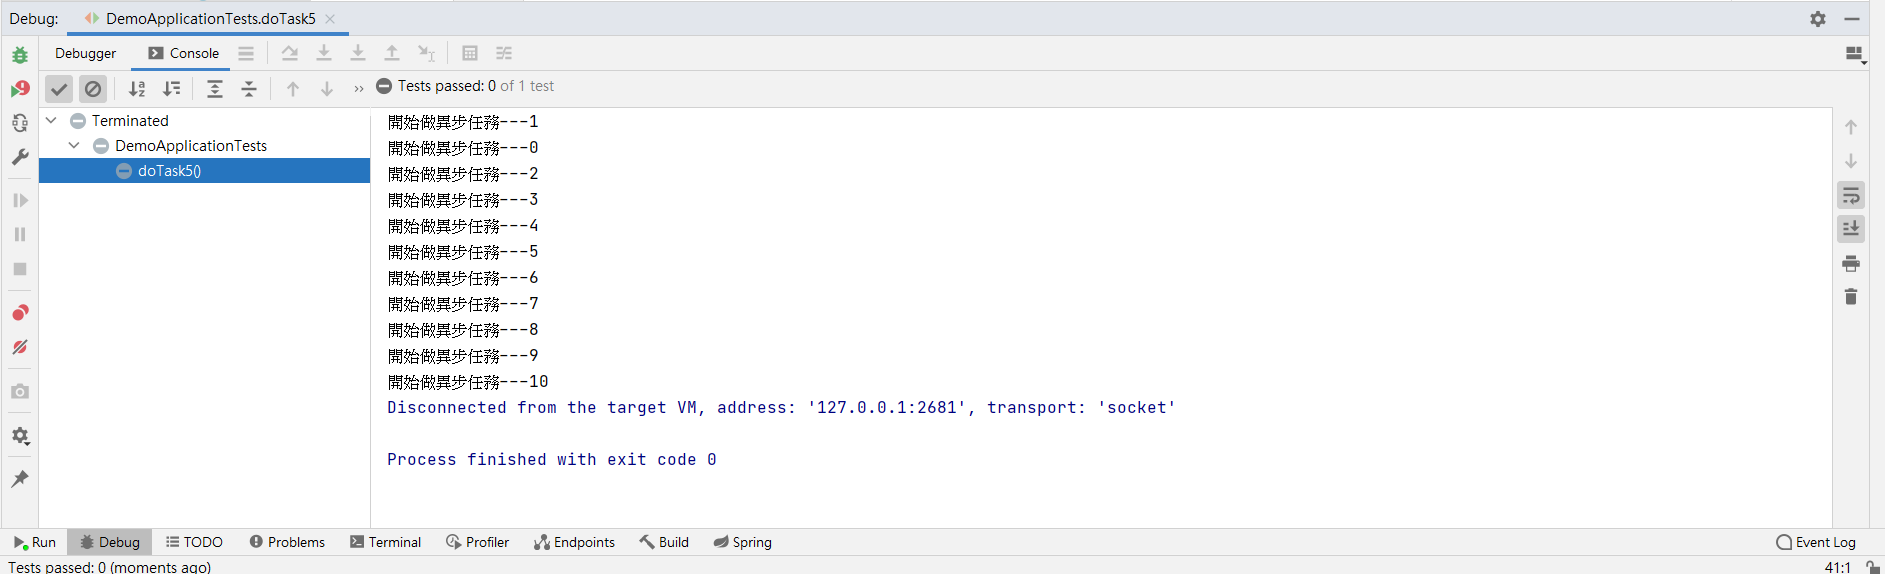 Debug: DemoApplicationTests.doTask5
Debugger Console
Tests passed: 0 of 1 test
Terminated
DemoApplicationTests
doTask5()
開始做異步任務---1
開始做異步任務---0
開始做異步任務---2
開始做異步任務---3
開始做異步任務---4
開始做異步任務---5
開始做異步任務---6
開始做異步任務---7
開始做異步任務---8
開始做異步任務---9
開始做異步任務---10
Disconnected from the target VM, address: '127.0.0.1:2681', transport: 'socket'
Process finished with exit code 0
Run Debug TODO Problems Terminal Profiler Endpoints Build Spring Event Log
Tests passed: 0 (moments ago) 41:1